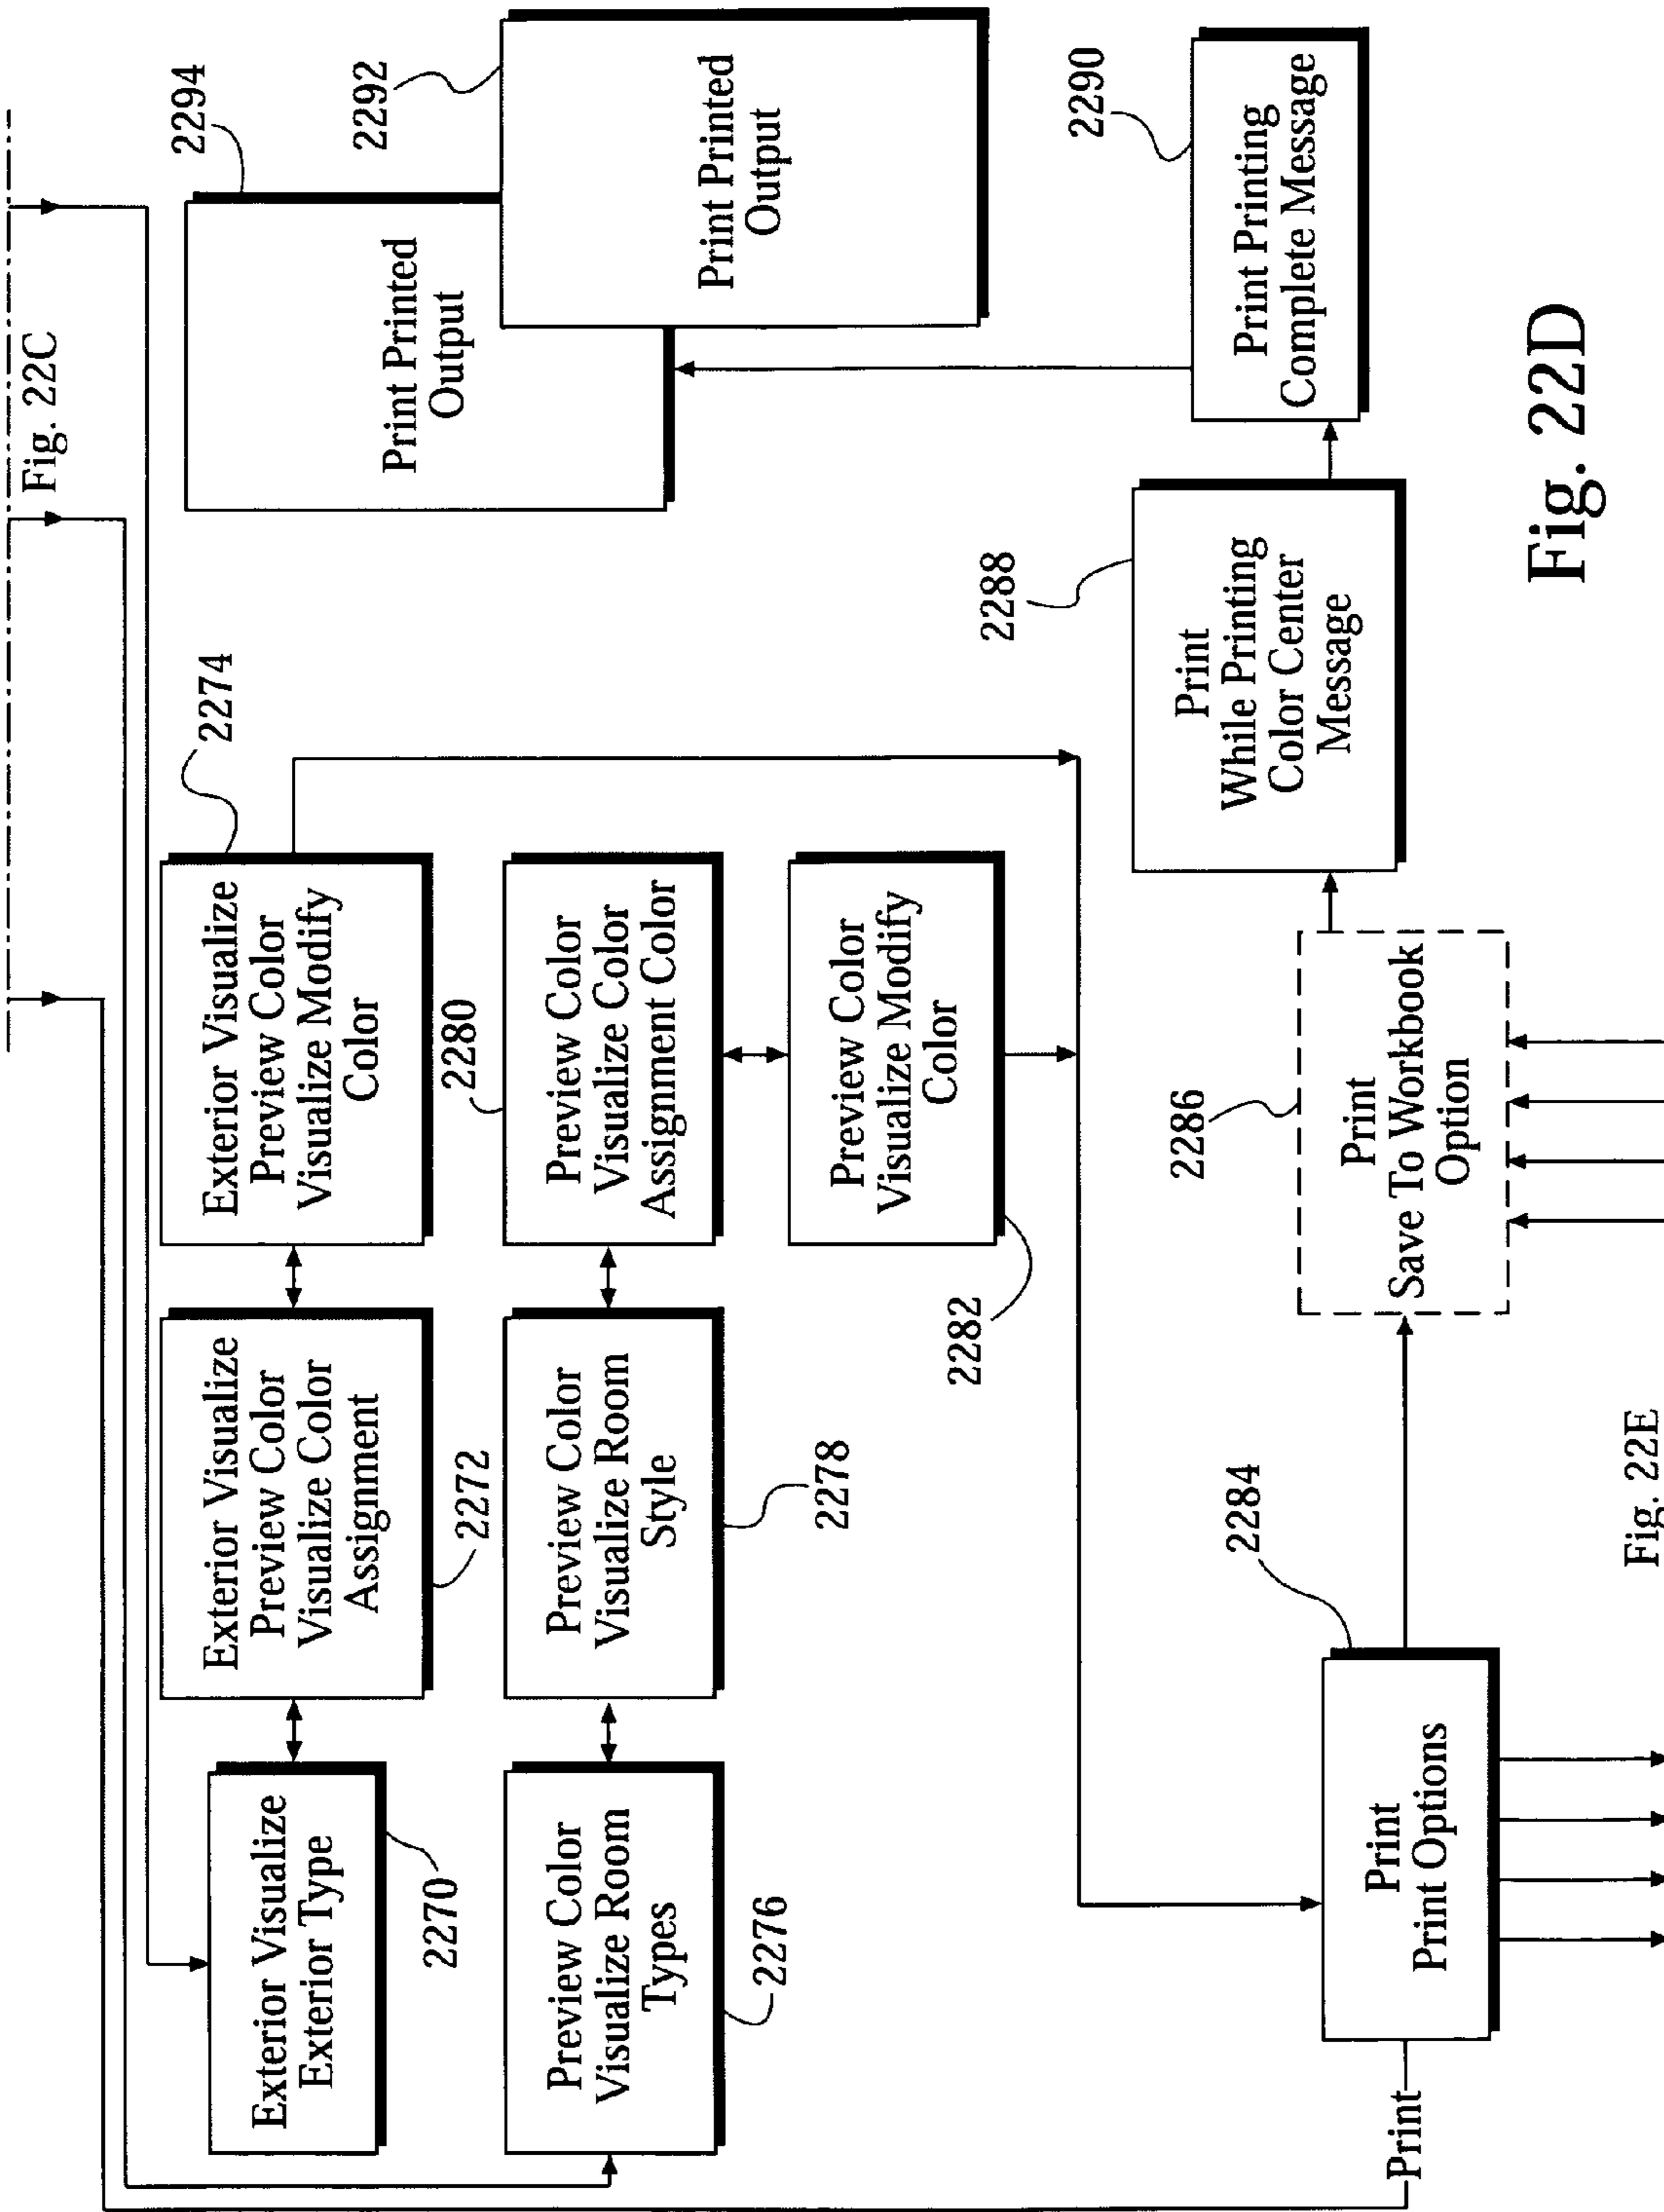 Fig. 22C
Exterior Visualize
Exterior Type
2270
Exterior Visualize
Preview Color
Visualize Color
Assignment
2272
Exterior Visualize
Preview Color
Visualize Modify
Color
2274
Print Printed
Output
2294
Print Printed
Output
2292
Preview Color
Visualize Room
Types
2276
Preview Color
Visualize Room
Style
2278
2280
Preview Color
Visualize Color
Assignment Color
Preview Color
Visualize Modify
Color
2282
Print
Print
Print Options
2284
2286
Print
Save To Workbook
Option
2288
Print
While Printing
Color Center
Message
2290
Print Printing
Complete Message
Fig. 22E
Fig. 22D